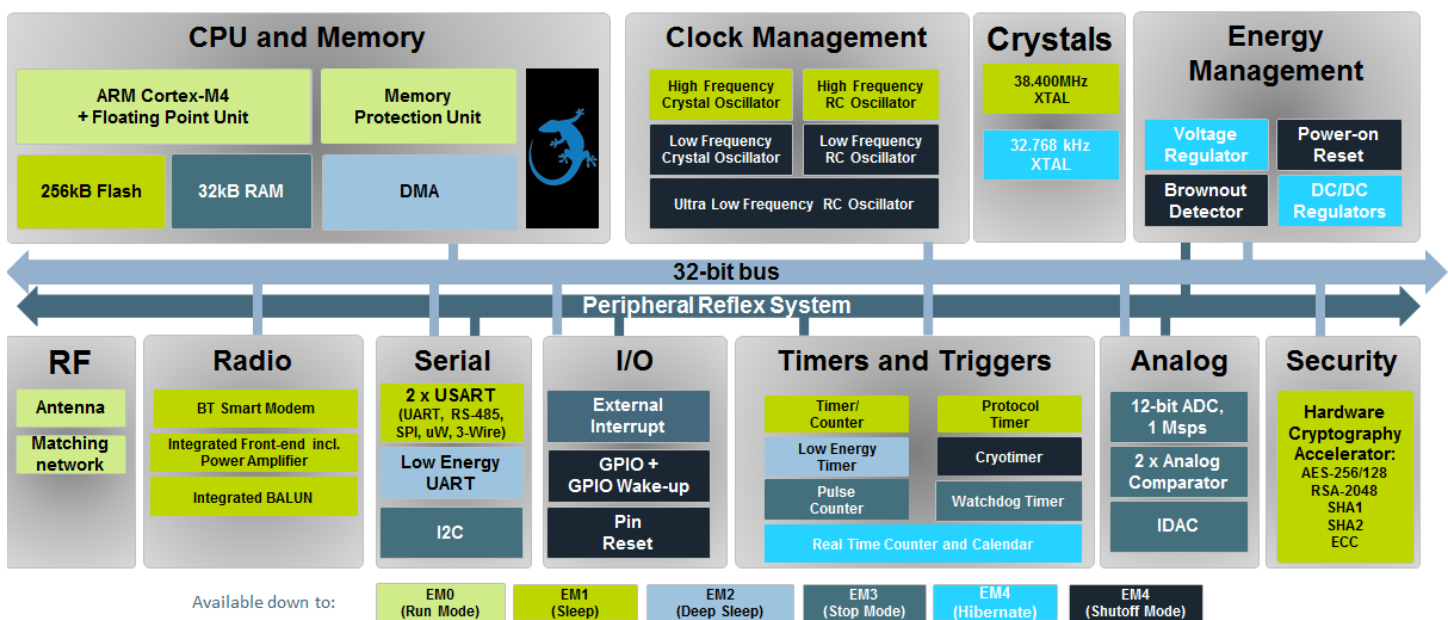 CPU and Memory
ARM Cortex-M4
+ Floating Point Unit
Memory
Protection Unit
256kB Flash
32kB RAM
DMA
Clock Management
High Frequency
Crystal Oscillator
High Frequency
RC Oscillator
Low Frequency
Crystal Oscillator
Low Frequency
RC Oscillator
Ultra Low Frequency RC Oscillator
Crystals
38.400MHz
XTAL
32.768 kHz
XTAL
Energy
Management
Voltage
Regulator
Power-on
Reset
Brownout
Detector
DC/DC
Regulators
32-bit bus
Peripheral Reflex System
RF
Antenna
Matching
network
Radio
BT Smart Modem
Integrated Front-end incl.
Power Amplifier
Integrated BALUN
Serial
2 x USART
(UART, RS-485,
SPI, uW, 3-Wire)
Low Energy
UART
I2C
I/O
External
Interrupt
GPIO +
GPIO Wake-up
Pin
Reset
Timers and Triggers
Timer/
Counter
Protocol
Timer
Low Energy
Timer
Cryotimer
Pulse
Counter
Watchdog Timer
Real Time Counter and Calendar
Analog
12-bit ADC,
1 Msps
2 x Analog
Comparator
IDAC
Security
Hardware
Cryptography
Accelerator:
AES-256/128
RSA-2048
SHA1
SHA2
ECC
Available down to:
EM0
(Run Mode)
EM1
(Sleep)
EM2
(Deep Sleep)
EM3
(Stop Mode)
EM4
(Hibernate)
EM4
(Shutoff Mode)